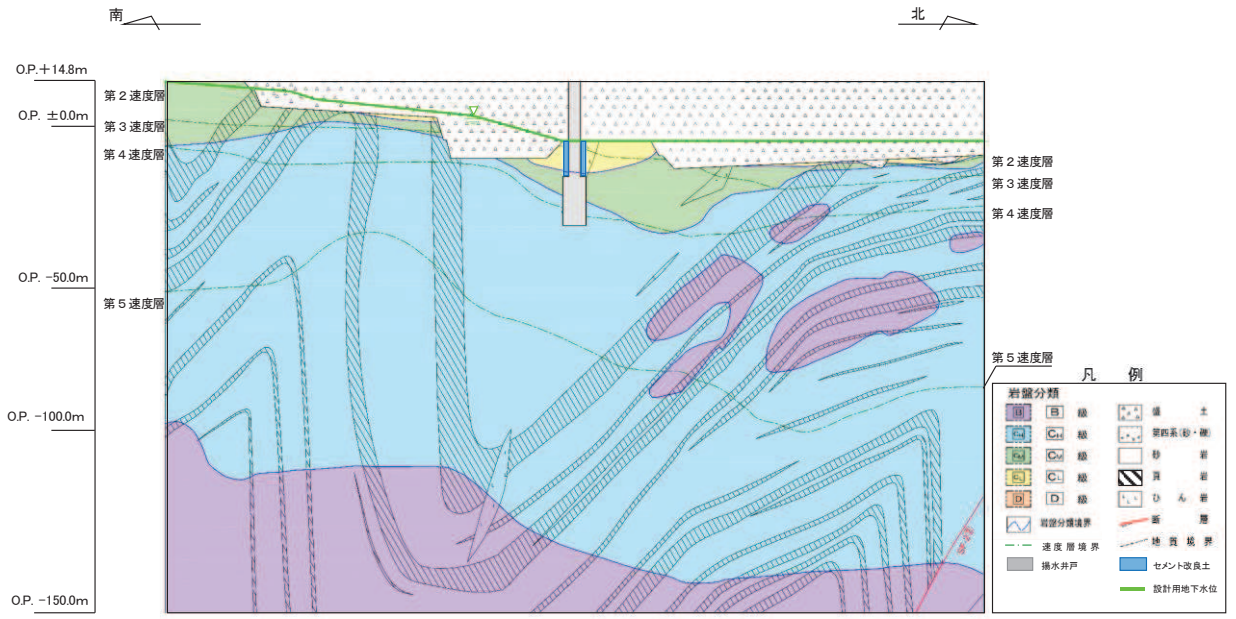 南
北
O.P.+14.8m
第２速度層
O.P. ±0.0m
第３速度層
第４速度層
O.P. -50.0m
第５速度層
O.P. -100.0m
O.P. -150.0m
第２速度層
第３速度層
第４速度層
第５速度層
SF-2②
凡 例
岩盤分類
B B 級
CH CH 級
CM CM 級
CL CL 級
D D 級
岩盤分類境界
速度層境界
揚水井戸
盛 土
第四系(砂・礫)
砂 岩
頁 岩
ひ ん 岩
断 層
地 質 境 界
セメント改良土
設計用地下水位